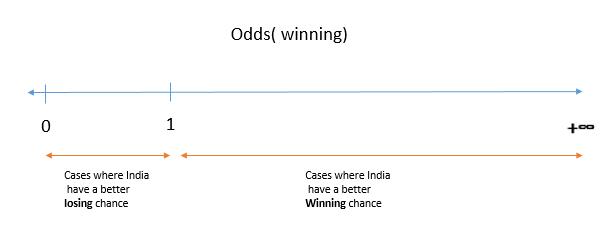 Odds( winning)
0
1
+∞
Cases where India
have a better
losing chance
Cases where India
have a better
Winning chance